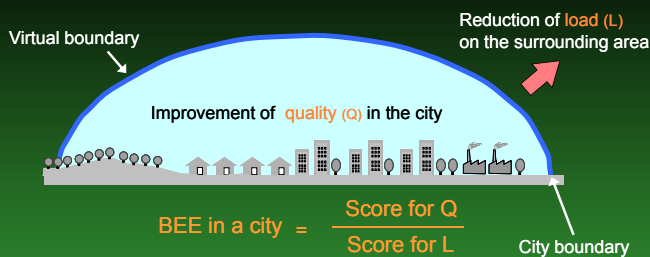 Virtual boundary
Reduction of load (L)
on the surrounding area
Improvement of quality (Q) in the city
BEE in a city = Score for Q
Score for L
City boundary